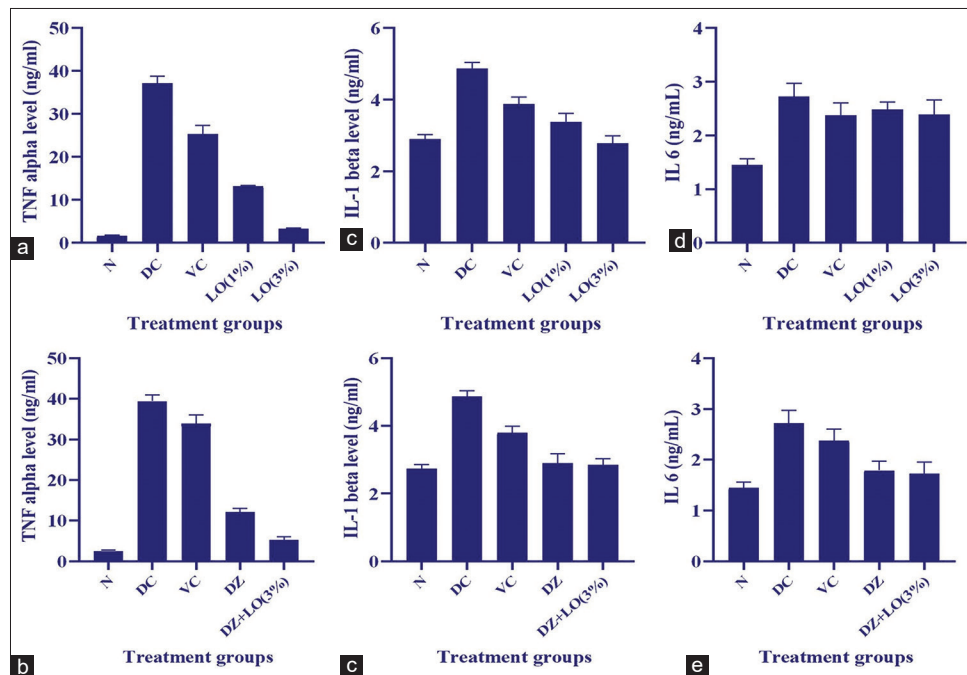 TNF alpha level (ng/ml)
50
40
30
20
10
0
N
DC
VC
LO(1%)
LO(3%)
Treatment groups
a
IL-1 beta level (ng/ml)
6
4
2
0
N
DC
VC
LO(1%)
LO(3%)
Treatment groups
c
IL 6 (ng/mL)
4
3
2
1
0
N
DC
VC
LO(1%)
LO(3%)
Treatment groups
d
TNF alpha level (ng/ml)
50
40
30
20
10
0
N
DC
VC
DZ
DZ+LO(3%)
Treatment groups
b
IL-1 beta level (ng/ml)
6
4
2
0
N
DC
VC
DZ
DZ+LO(3%)
Treatment groups
c
IL 6 (ng/mL)
4
3
2
1
0
N
DC
VC
DZ
DZ+LO(3%)
Treatment groups
e